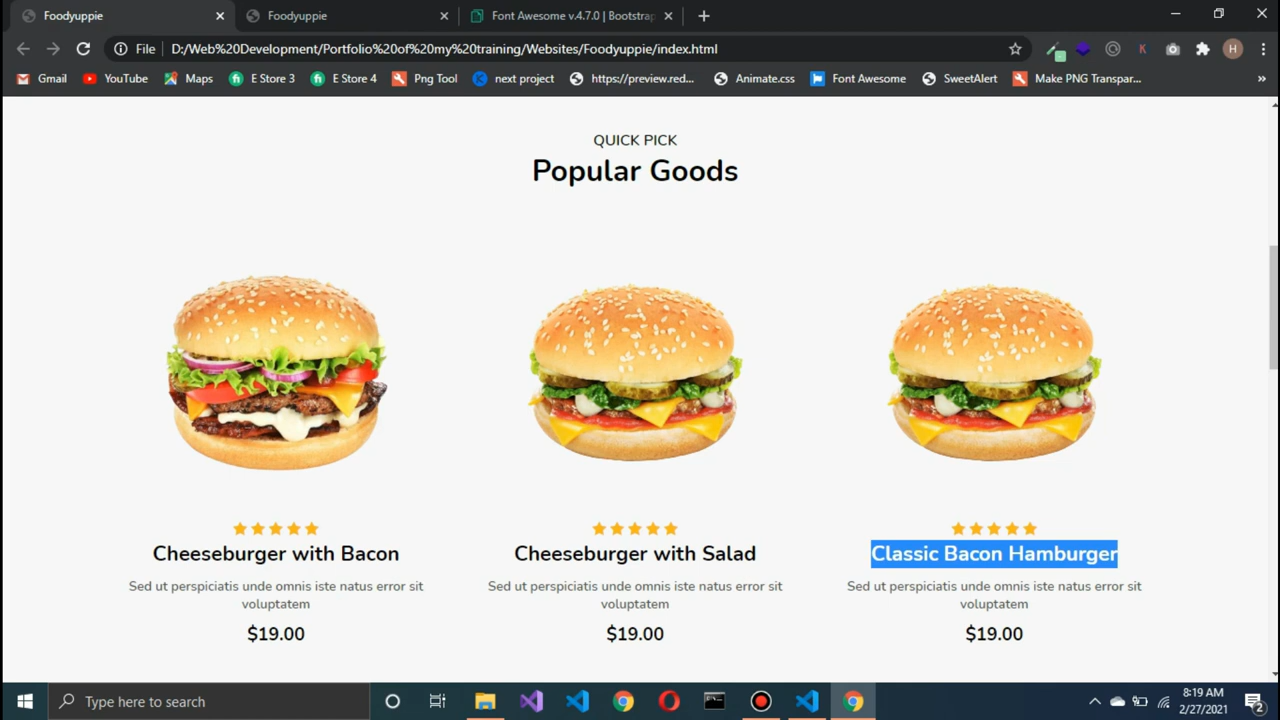 Foodyuppie
Foodyuppie
Font Awesome v.4.7.0 | Bootstrap
File
D:/Web%20Development/Portfolio%20of%20my%20training/Websites/Foodyuppie/index.html
H
Gmail
YouTube
Maps
E Store 3
E Store 4
Png Tool
next project
https://preview.red...
Animate.css
Font Awesome
SweetAlert
Make PNG Transpar...
QUICK PICK
Popular Goods
Cheeseburger with Bacon
Sed ut perspiciatis unde omnis iste natus error sit
voluptatem
$19.00
Cheeseburger with Salad
Sed ut perspiciatis unde omnis iste natus error sit
voluptatem
$19.00
Classic Bacon Hamburger
Sed ut perspiciatis unde omnis iste natus error sit
voluptatem
$19.00
Type here to search
8:19 AM
2/27/2021
2